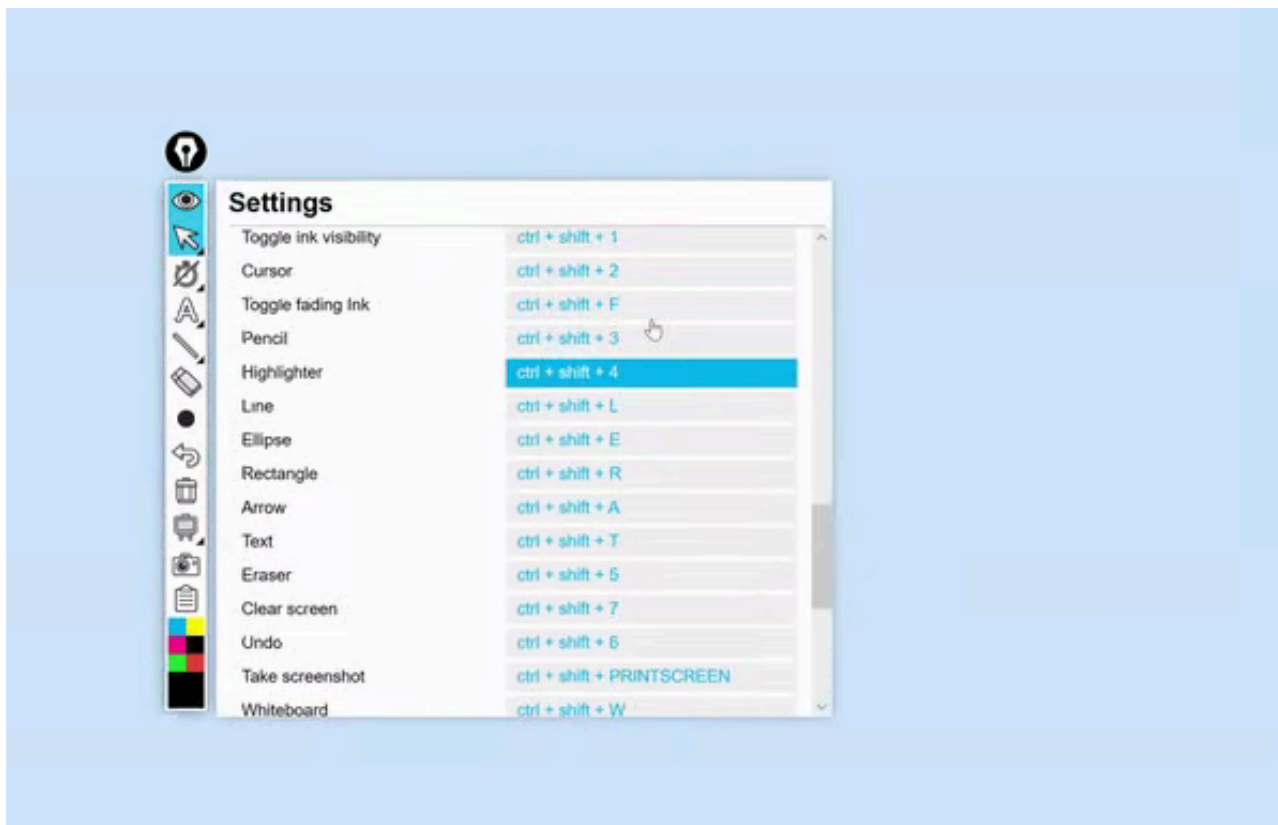 Settings
Toggle ink visibility ctrl + shift + 1
Cursor ctrl + shift + 2
Toggle fading Ink ctrl + shift + F
Pencil ctrl + shift + 3
Highlighter ctrl + shift + 4
Line ctrl + shift + L
Ellipse ctrl + shift + E
Rectangle ctrl + shift + R
Arrow ctrl + shift + A
Text ctrl + shift + T
Eraser ctrl + shift + 5
Clear screen ctrl + shift + 7
Undo ctrl + shift + 6
Take screenshot ctrl + shift + PRINTSCREEN
Whiteboard ctrl + shift + W